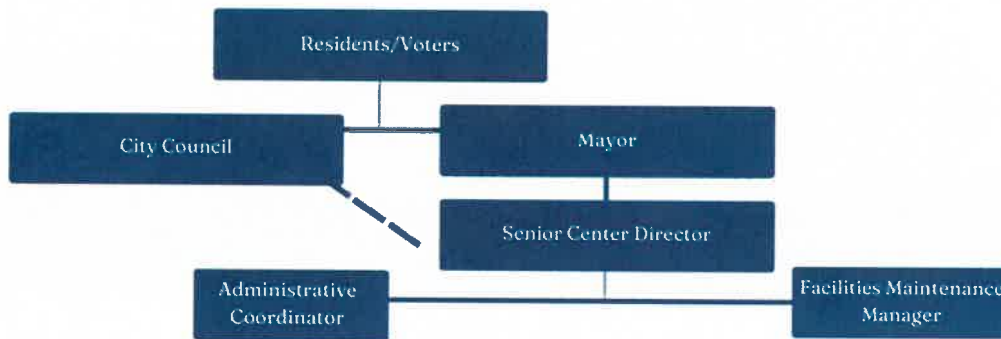 Residents/Voters
City Council
Mayor
Senior Center Director
Administrative
Coordinator
Facilities Maintenance
Manager